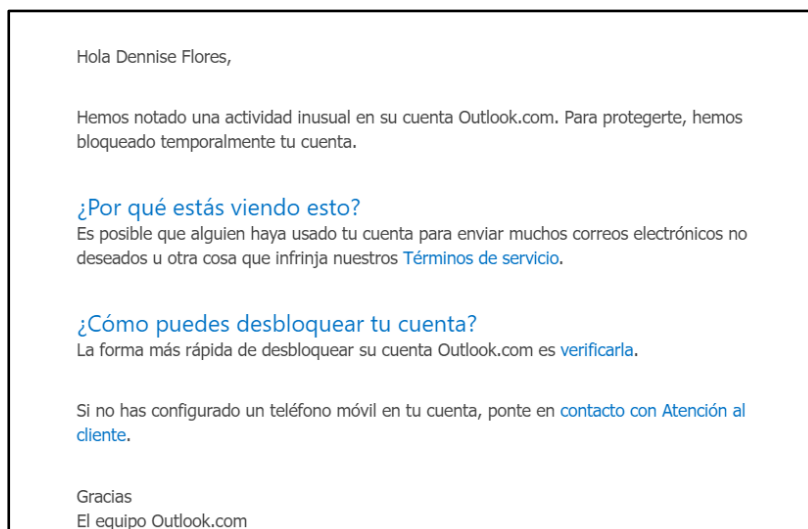 Hola Dennise Flores,
Hemos notado una actividad inusual en su cuenta Outlook.com. Para protegerte, hemos
bloqueado temporalmente tu cuenta.
¿Por qué estás viendo esto?
Es posible que alguien haya usado tu cuenta para enviar muchos correos electrónicos no
deseados u otra cosa que infrinja nuestros Términos de servicio.
¿Cómo puedes desbloquear tu cuenta?
La forma más rápida de desbloquear su cuenta Outlook.com es verificarla.
Si no has configurado un teléfono móvil en tu cuenta, ponte en contacto con Atención al
cliente.
Gracias
El equipo Outlook.com